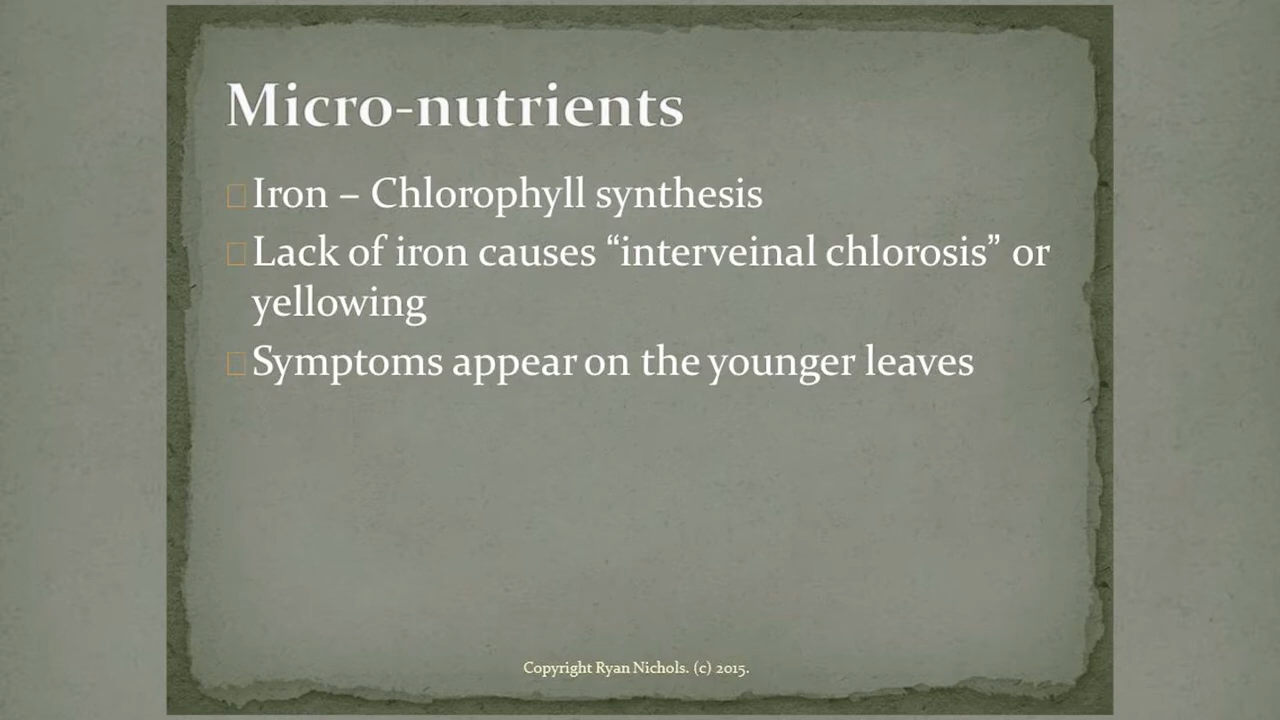 Micro-nutrients
Iron – Chlorophyll synthesis
Lack of iron causes “interveinal chlorosis” or
yellowing
Symptoms appear on the younger leaves
Copyright Ryan Nichols. (c) 2015.